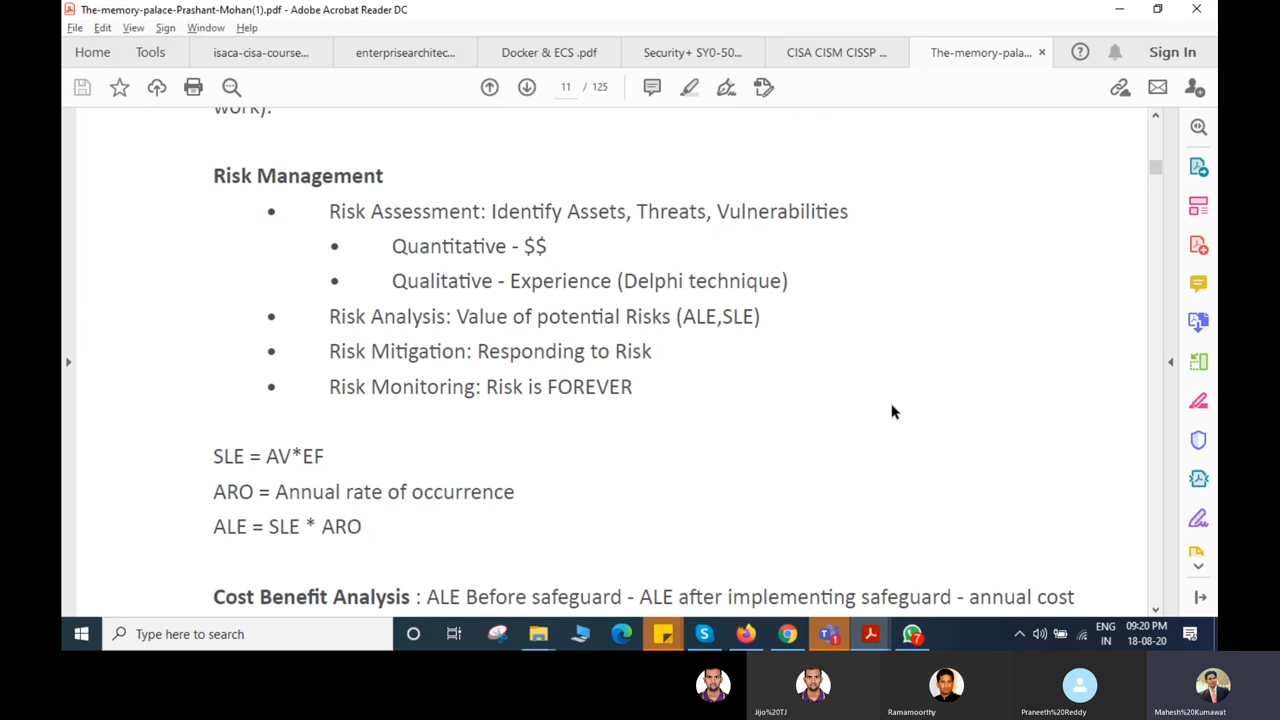 The-memory-palace-Prashant-Mohan(1).pdf - Adobe Acrobat Reader DC
File Edit View Sign Window Help
Home Tools isaca-cisa-course... enterprisearchitec... Docker & ECS .pdf Security+ SY0-50... CISA CISM CISSP ... The-memory-pala... × ? Sign In
11 / 125
work).
Risk Management
• Risk Assessment: Identify Assets, Threats, Vulnerabilities
• Quantitative - $$
• Qualitative - Experience (Delphi technique)
• Risk Analysis: Value of potential Risks (ALE,SLE)
• Risk Mitigation: Responding to Risk
• Risk Monitoring: Risk is FOREVER
SLE = AV*EF
ARO = Annual rate of occurrence
ALE = SLE * ARO
Cost Benefit Analysis : ALE Before safeguard - ALE after implementing safeguard - annual cost
Type here to search
1
7
ENG
IN
09:20 PM
18-08-20
Jijo%20TJ
Ramamoorthy
Praneeth%20Reddy
Mahesh%20Kumawat